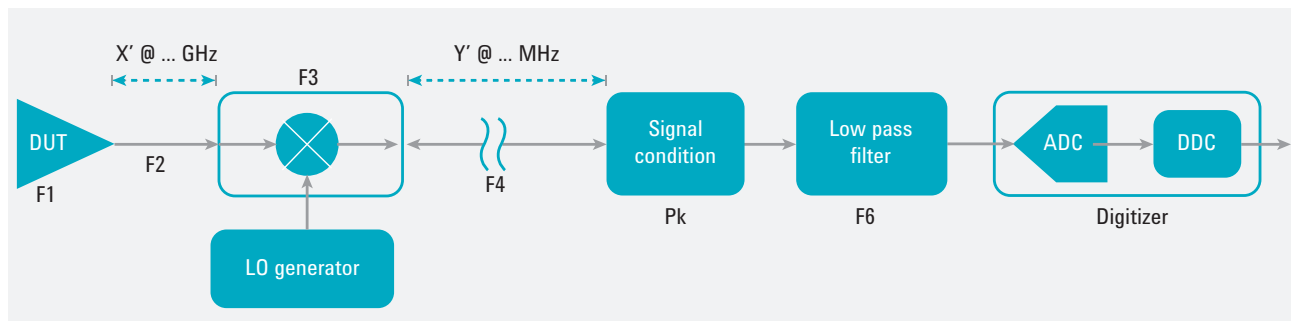 X' @ ... GHz
Y' @ ... MHz
F3
DUT
F1
F2
LO generator
F4
Signal
condition
Pk
Low pass
filter
F6
ADC
DDC
Digitizer